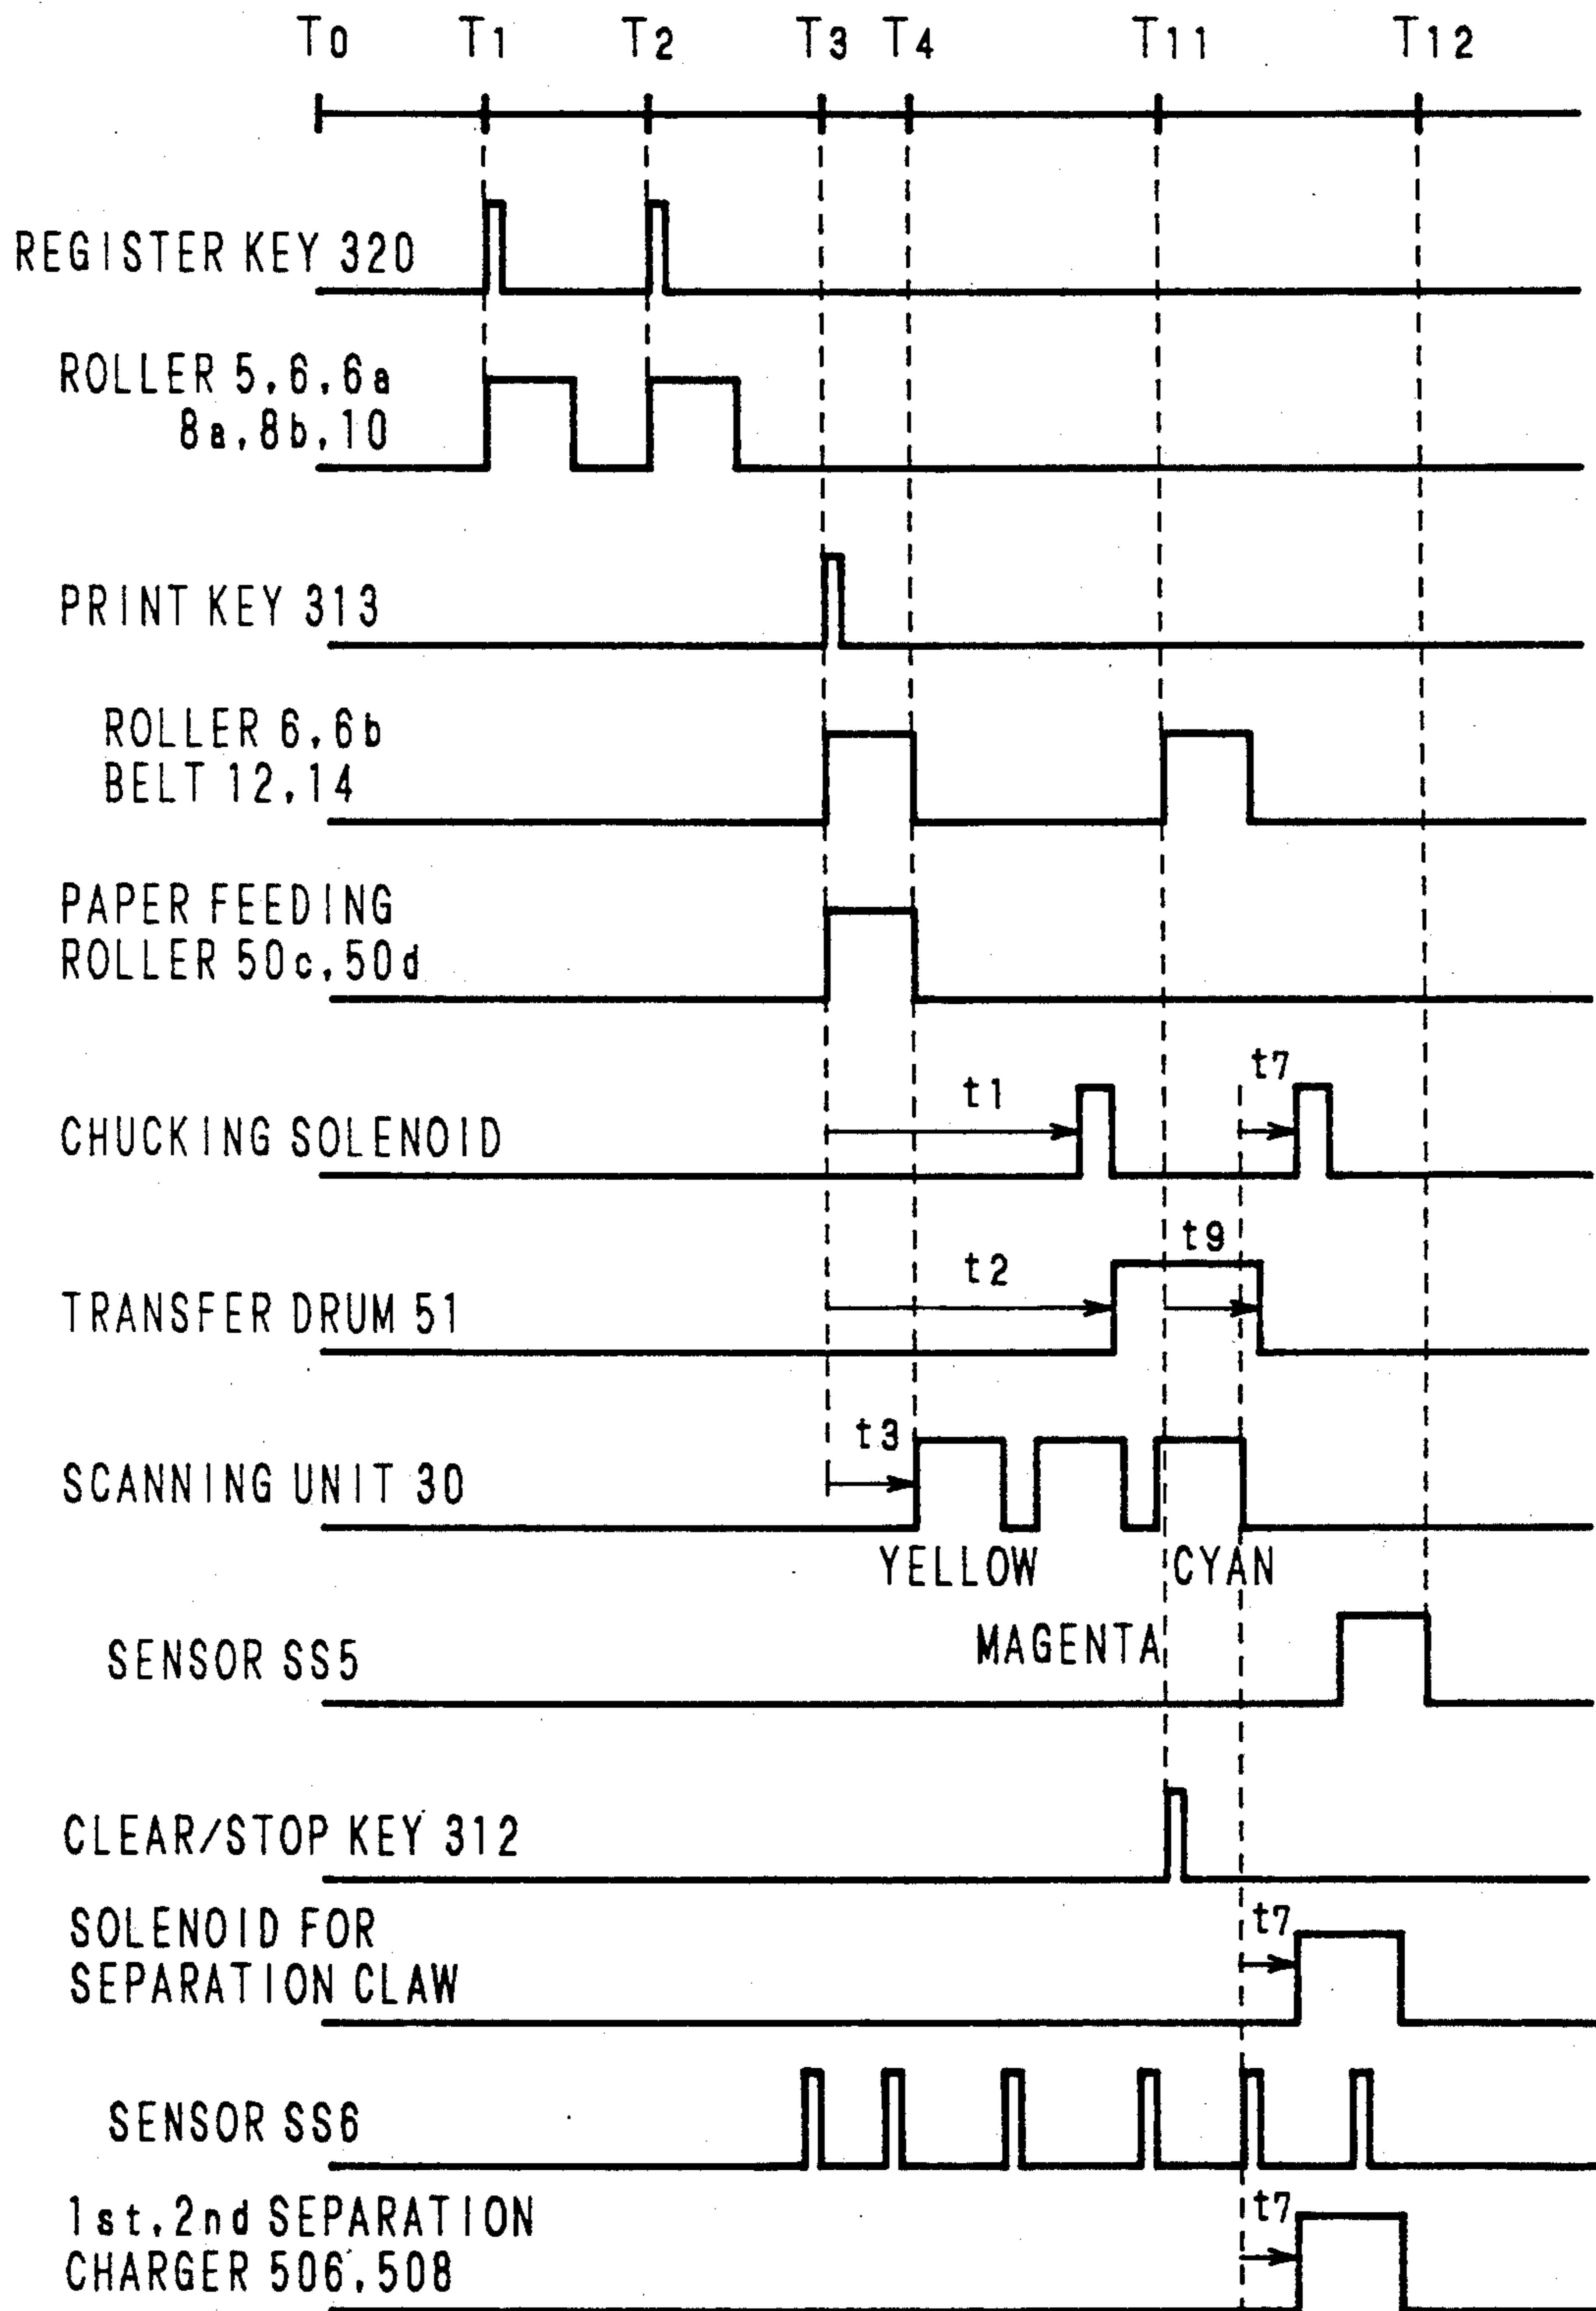 T0 T1 T2 T3 T4 T11 T12
REGISTER KEY 320
ROLLER 5,6,6a
8a,8b,10
PRINT KEY 313
ROLLER 6,6b
BELT 12,14
PAPER FEEDING
ROLLER 50c,50d
t7
t1
CHUCKING SOLENOID
t9
t2
TRANSFER DRUM 51
t3
SCANNING UNIT 30
YELLOW CYAN
MAGENTA
SENSOR SS5
CLEAR/STOP KEY 312
SOLENOID FOR t7
SEPARATION CLAW
SENSOR SS6
1st,2nd SEPARATION t7
CHARGER 506,508